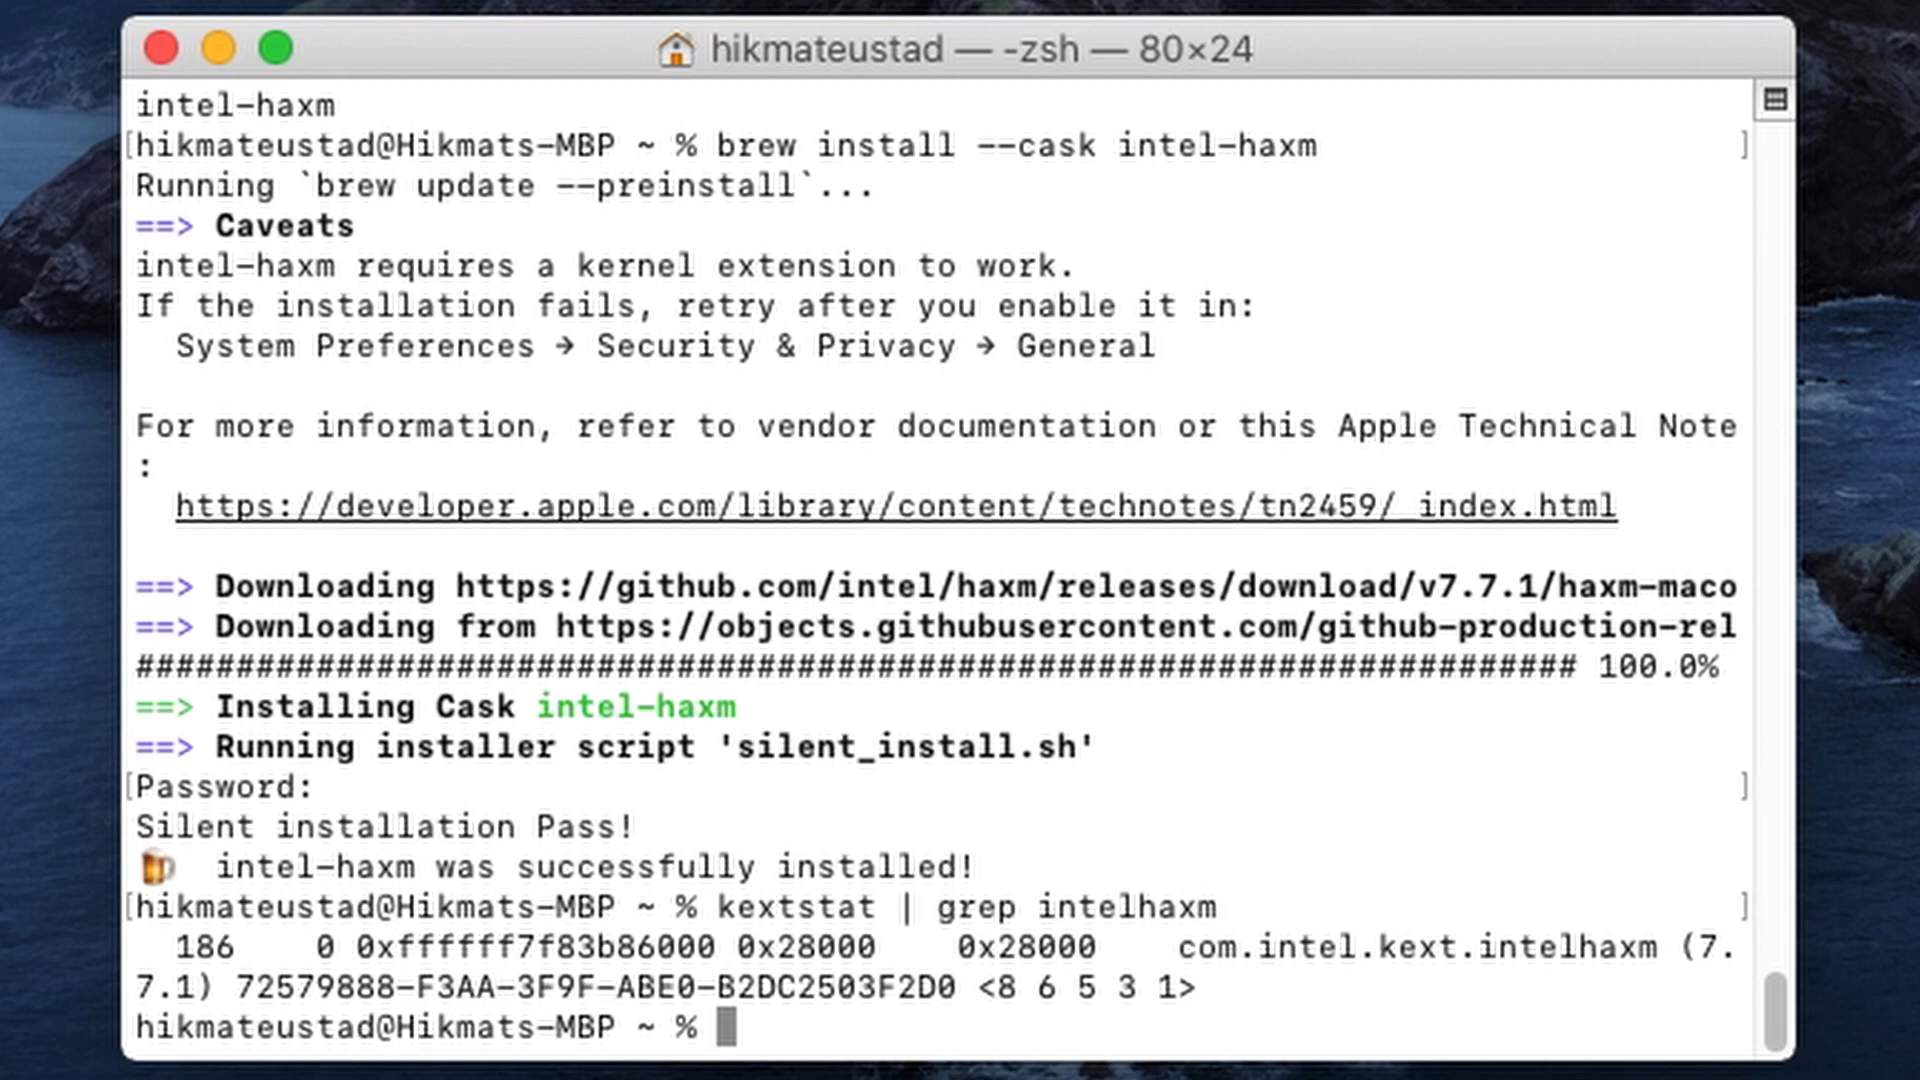 hikmateustad — -zsh — 80×24
intel-haxm
[hikmateustad@Hikmats-MBP ~ % brew install --cask intel-haxm ]
Running `brew update --preinstall`...
==> Caveats
intel-haxm requires a kernel extension to work.
If the installation fails, retry after you enable it in:
  System Preferences → Security & Privacy → General
For more information, refer to vendor documentation or this Apple Technical Note
:
  https://developer.apple.com/library/content/technotes/tn2459/_index.html
==> Downloading https://github.com/intel/haxm/releases/download/v7.7.1/haxm-maco
==> Downloading from https://objects.githubusercontent.com/github-production-rel
######################################################################## 100.0%
==> Installing Cask intel-haxm
==> Running installer script 'silent_install.sh'
[Password: ]
Silent installation Pass!
🍺  intel-haxm was successfully installed!
[hikmateustad@Hikmats-MBP ~ % kextstat | grep intelhaxm ]
  186    0 0xffffff7f83b86000 0x28000    0x28000    com.intel.kext.intelhaxm (7.
7.1) 72579888-F3AA-3F9F-ABE0-B2DC2503F2D0 <8 6 5 3 1>
hikmateustad@Hikmats-MBP ~ %